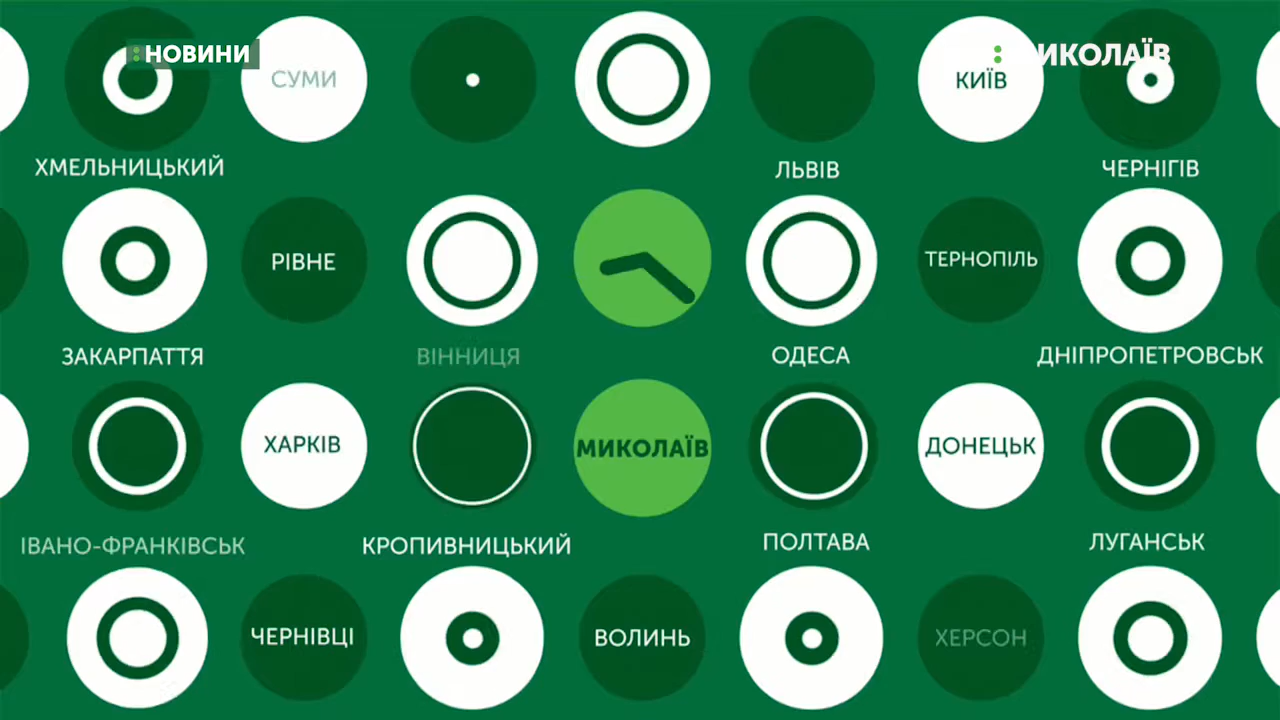 НОВИНИ
МИКОЛАЇВ
СУМИ
КИЇВ
ХМЕЛЬНИЦЬКИЙ
ЛЬВІВ
ЧЕРНІГІВ
РІВНЕ
ТЕРНОПІЛЬ
ЗАКАРПАТТЯ
ВІННИЦЯ
ОДЕСА
ДНІПРОПЕТРОВСЬК
ХАРКІВ
МИКОЛАЇВ
ДОНЕЦЬК
ІВАНО-ФРАНКІВСЬК
КРОПИВНИЦЬКИЙ
ПОЛТАВА
ЛУГАНСЬК
ЧЕРНІВЦІ
ВОЛИНЬ
ХЕРСОН